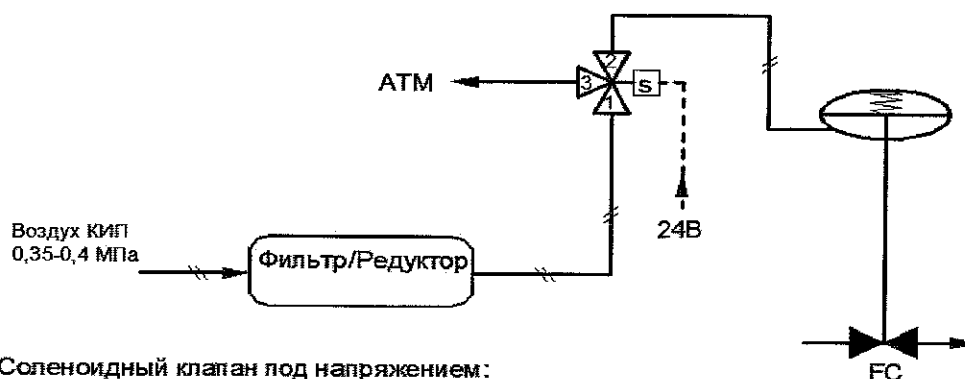 2
АТМ
3
S
1
24В
Воздух КИП
0,35-0,4 МПа
Фильтр/Редуктор
Соленоидный клапан под напряжением:
FC